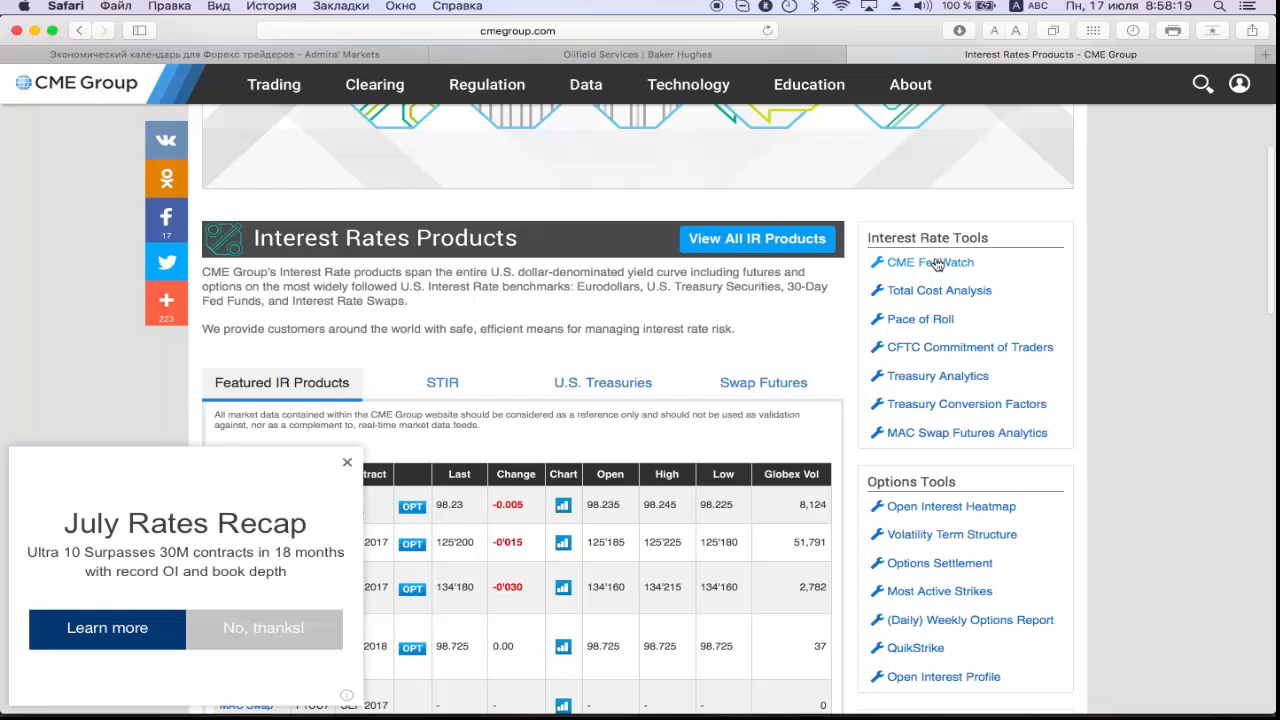 Safari Файл Правка Вид История Закладки Окно Справка 100 % ABC Пн, 17 июля 8:58:19
cmegroup.com
Экономический календарь для Форекс трейдеров - Admiral Markets
Oilfield Services | Baker Hughes
Interest Rates Products - CME Group
CME Group Trading Clearing Regulation Data Technology Education About
17
223
Interest Rates Products
View All IR Products
CME Group's Interest Rate products span the entire U.S. dollar-denominated yield curve including futures and
options on the most widely followed U.S. Interest Rate benchmarks: Eurodollars, U.S. Treasury Securities, 30-Day
Fed Funds, and Interest Rate Swaps.
We provide customers around the world with safe, efficient means for managing interest rate risk.
Featured IR Products STIR U.S. Treasuries Swap Futures
All market data contained within the CME Group website should be considered as a reference only and should not be used as validation
against, nor as a complement to, real-time market data feeds.
tract Last Change Chart Open High Low Globex Vol
OPT 98.23 -0.005 98.235 98.245 98.225 8,124
2017 OPT 125'200 -0'015 125'185 125'225 125'180 51,791
2017 OPT 134'180 -0'030 134'160 134'215 134'160 2,782
2018 OPT 98.725 0.00 98.725 98.725 98.725 37
MAC Swap SEP 2017 - - - - - 0
July Rates Recap
Ultra 10 Surpasses 30M contracts in 18 months
with record OI and book depth
Learn more No, thanks!
Interest Rate Tools
CME FedWatch
Total Cost Analysis
Pace of Roll
CFTC Commitment of Traders
Treasury Analytics
Treasury Conversion Factors
MAC Swap Futures Analytics
Options Tools
Open Interest Heatmap
Volatility Term Structure
Options Settlement
Most Active Strikes
(Daily) Weekly Options Report
QuikStrike
Open Interest Profile